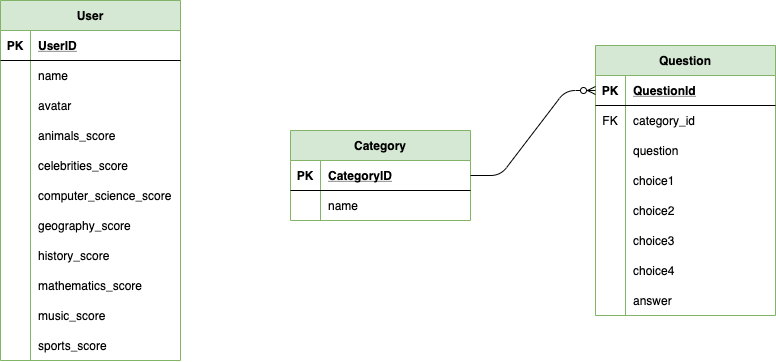 User
PK UserID
name
avatar
animals_score
celebrities_score
computer_science_score
geography_score
history_score
mathematics_score
music_score
sports_score
Category
PK CategoryID
name
Question
PK QuestionId
FK category_id
question
choice1
choice2
choice3
choice4
answer